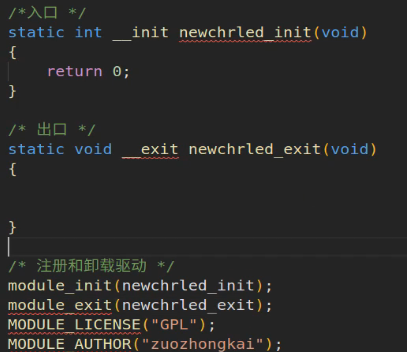 /*入口 */
static int __init newchrled_init(void)
{
    return 0;
}
/* 出口 */
static void __exit newchrled_exit(void)
{
}
/* 注册和卸载驱动 */
module_init(newchrled_init);
module_exit(newchrled_exit);
MODULE_LICENSE("GPL");
MODULE_AUTHOR("zuozhongkai");